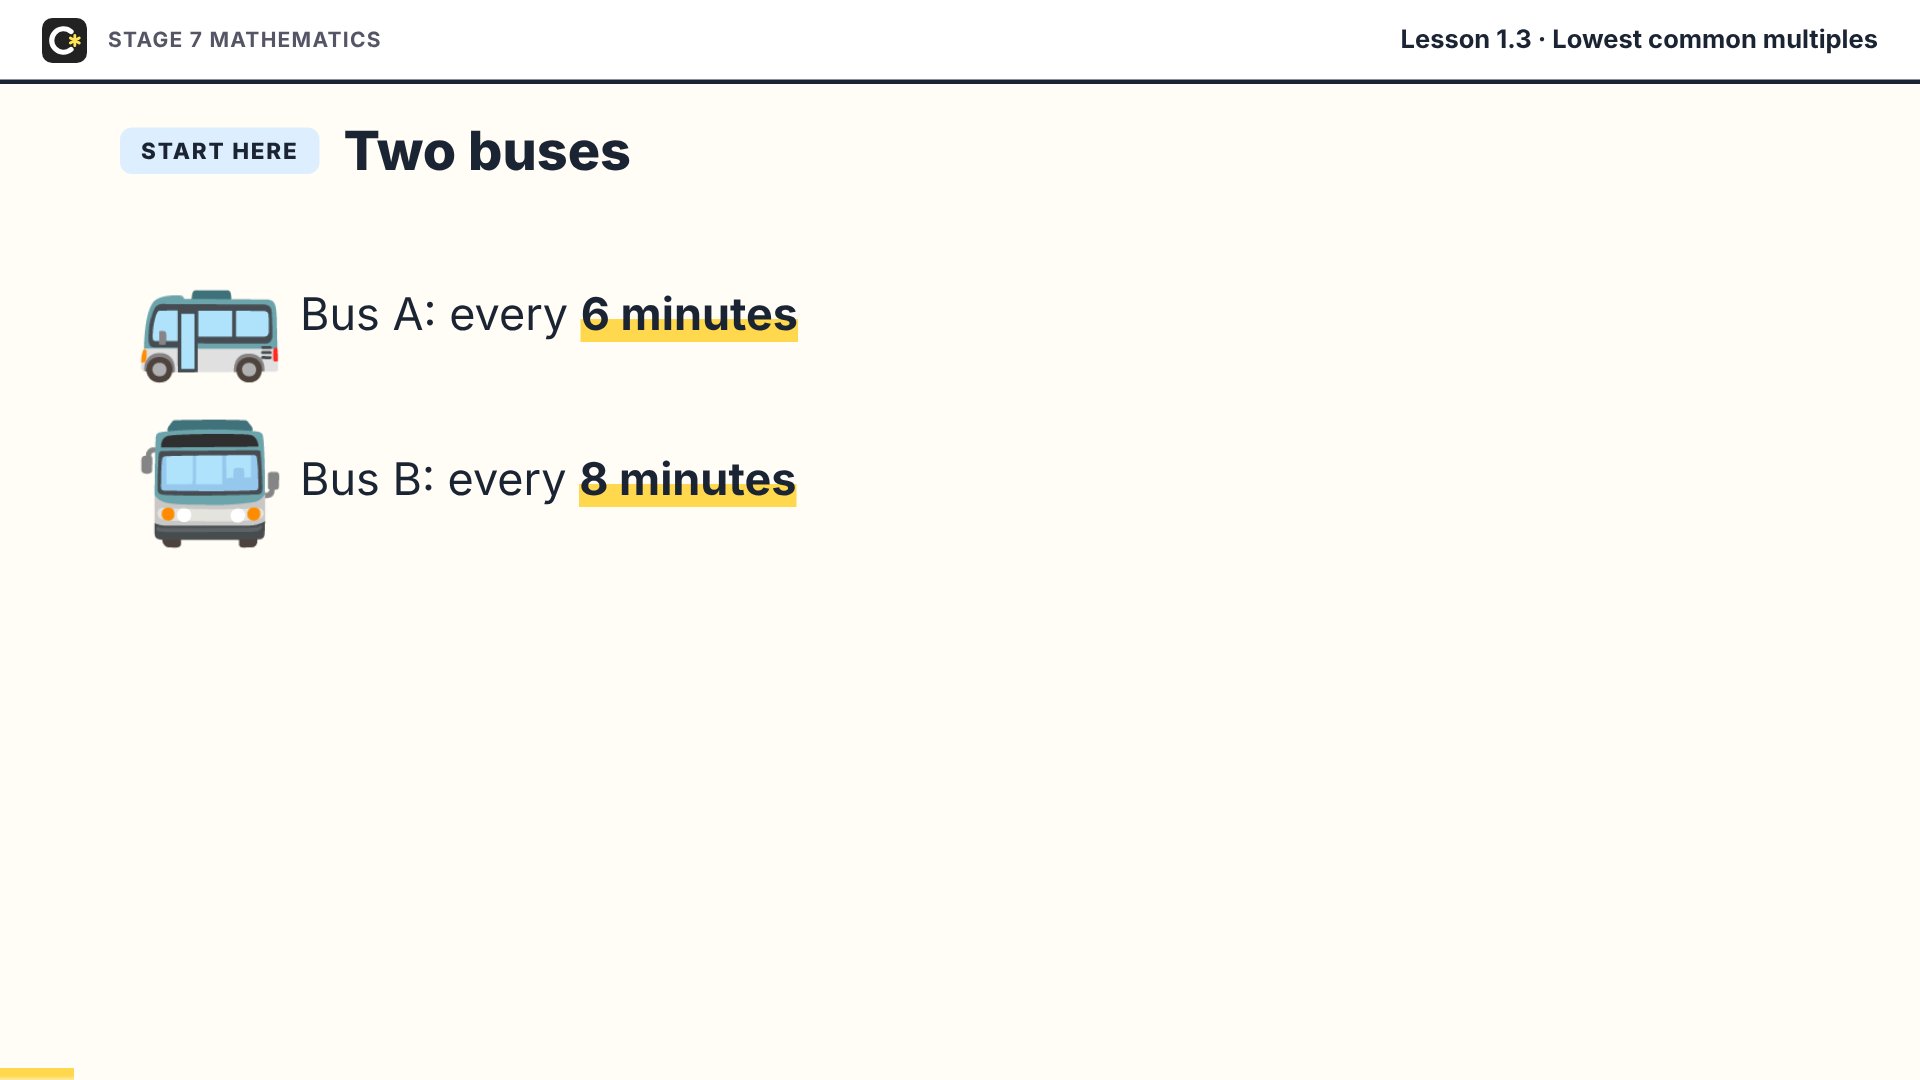 STAGE 7 MATHEMATICS
Lesson 1.3 · Lowest common multiples
START HERE
Two buses
Bus A: every 6 minutes
Bus B: every 8 minutes